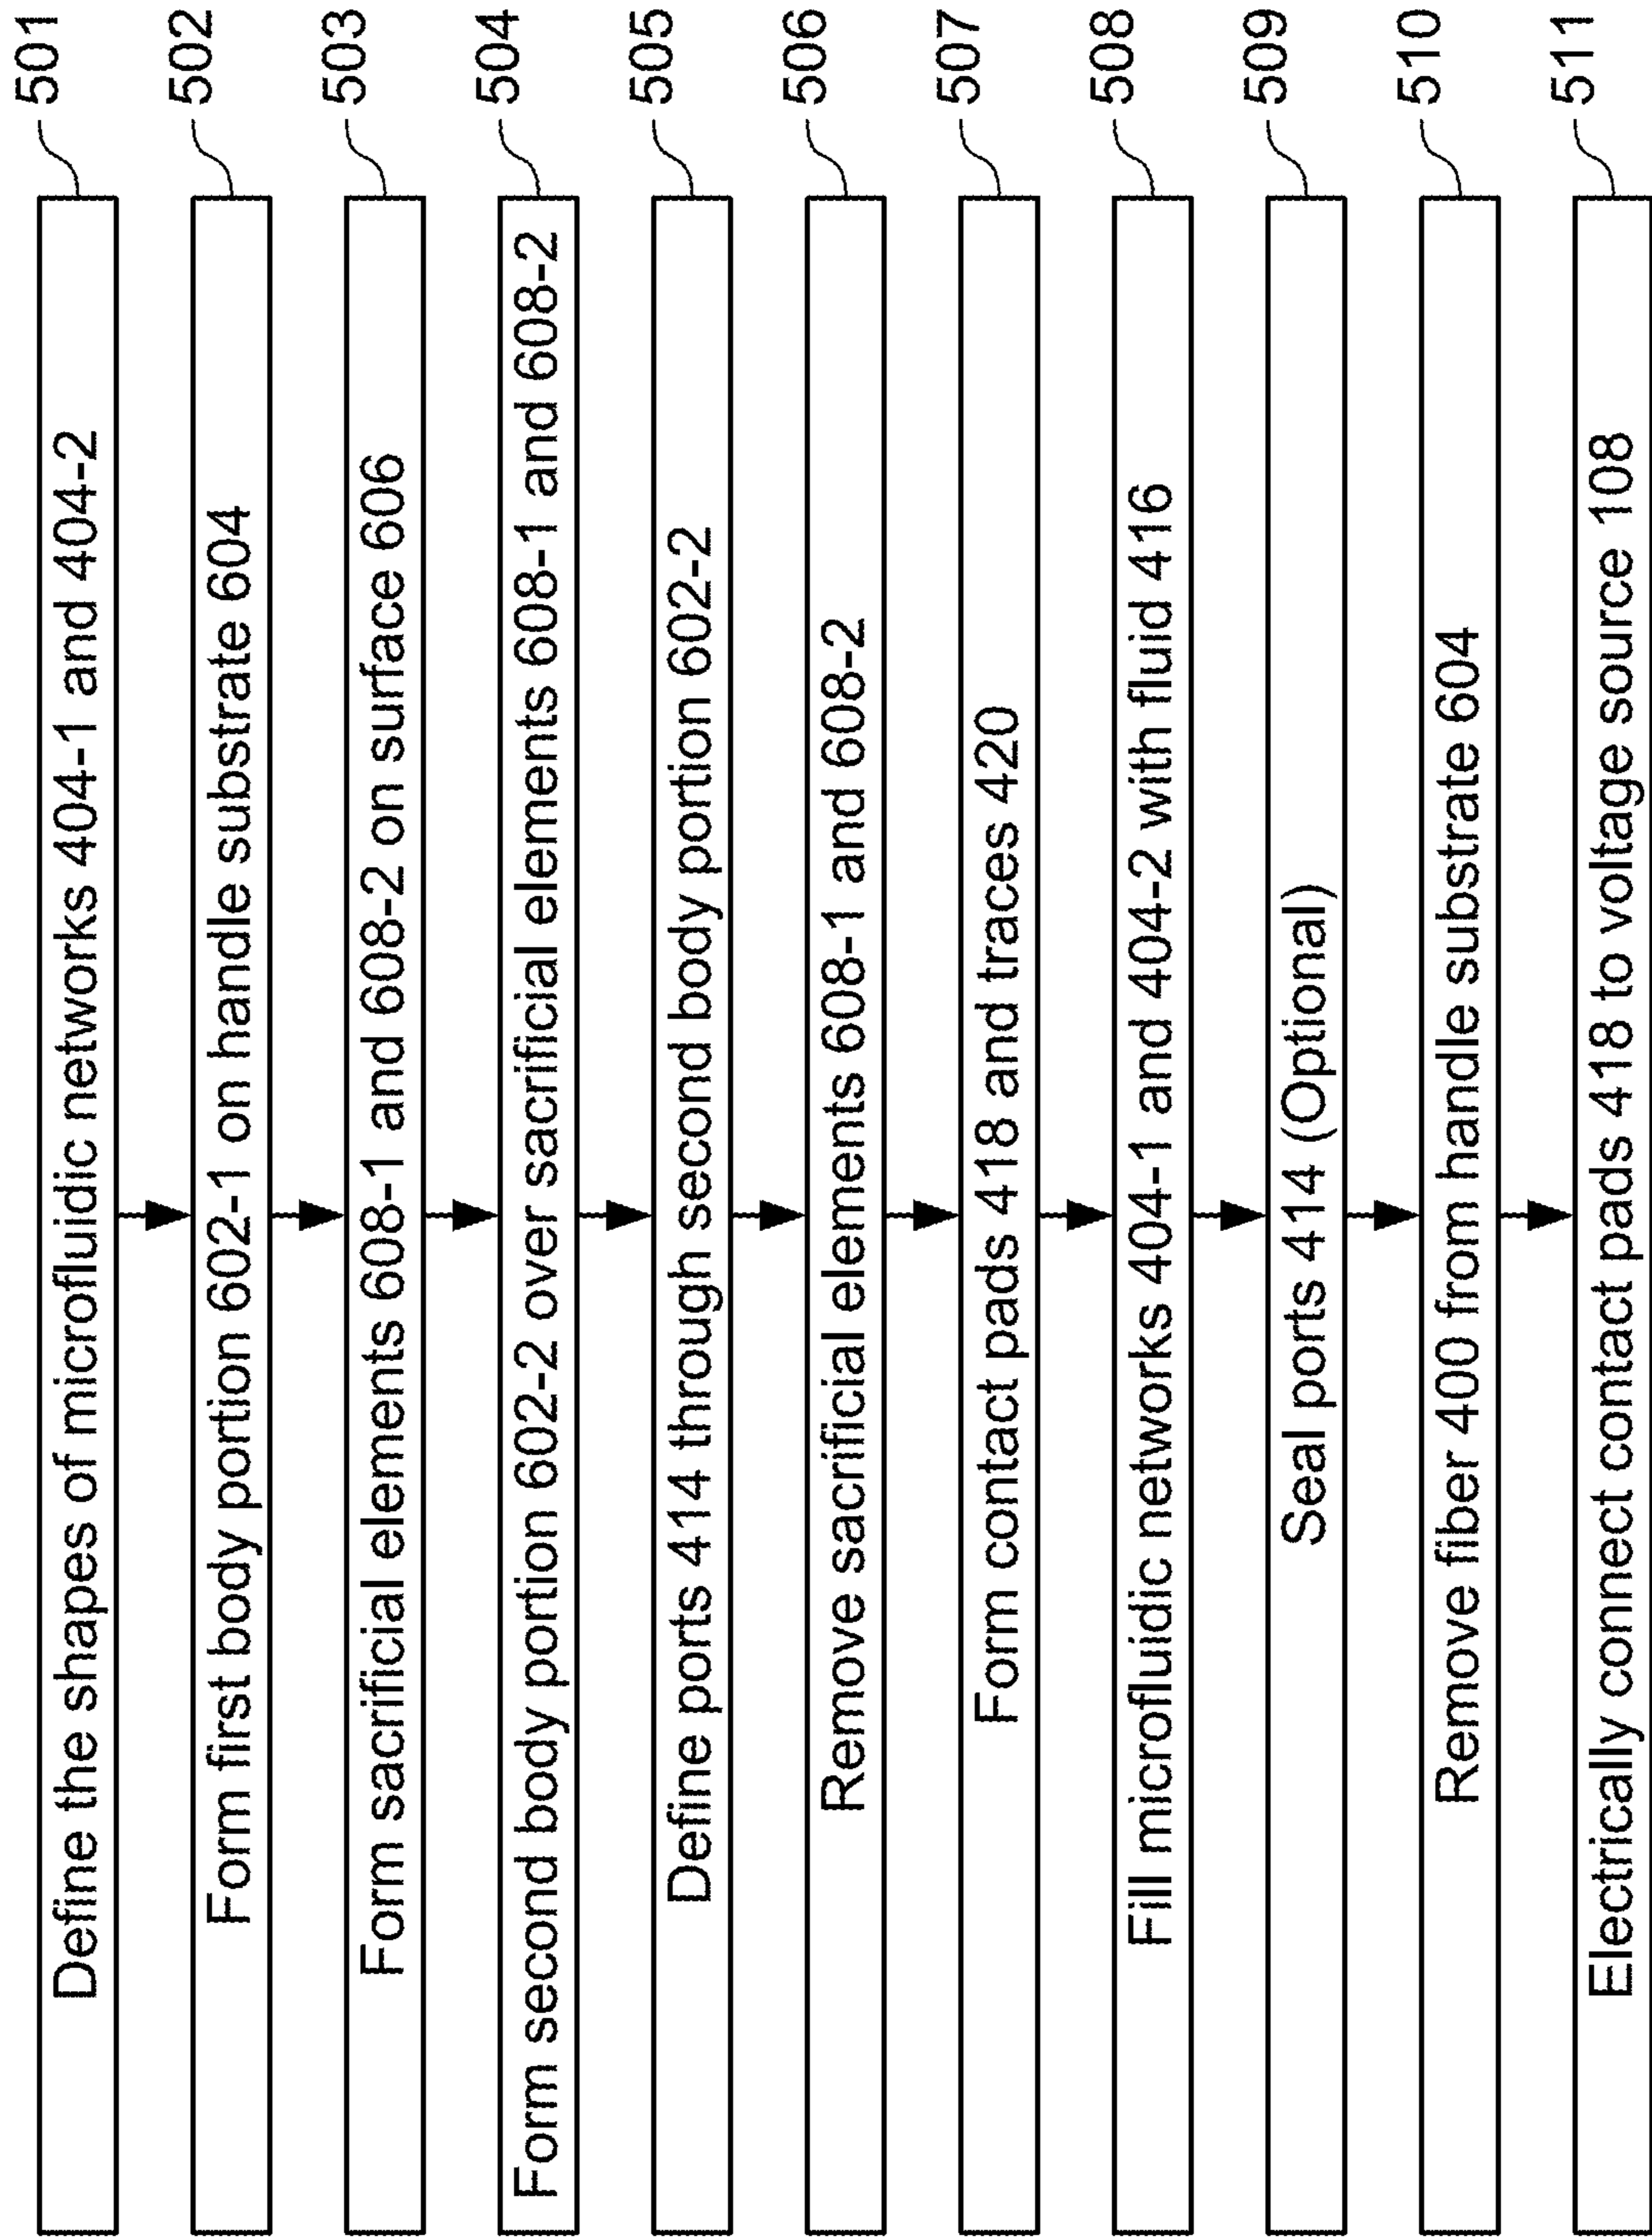 501
Define the shapes of microfluidic networks 404-1 and 404-2
502
Form first body portion 602-1 on handle substrate 604
503
Form sacrificial elements 608-1 and 608-2 on surface 606
504
Form second body portion 602-2 over sacrificial elements 608-1 and 608-2
505
Define ports 414 through second body portion 602-2
506
Remove sacrificial elements 608-1 and 608-2
507
Form contact pads 418 and traces 420
508
Fill microfluidic networks 404-1 and 404-2 with fluid 416
509
Seal ports 414 (Optional)
510
Remove fiber 400 from handle substrate 604
511
Electrically connect contact pads 418 to voltage source 108